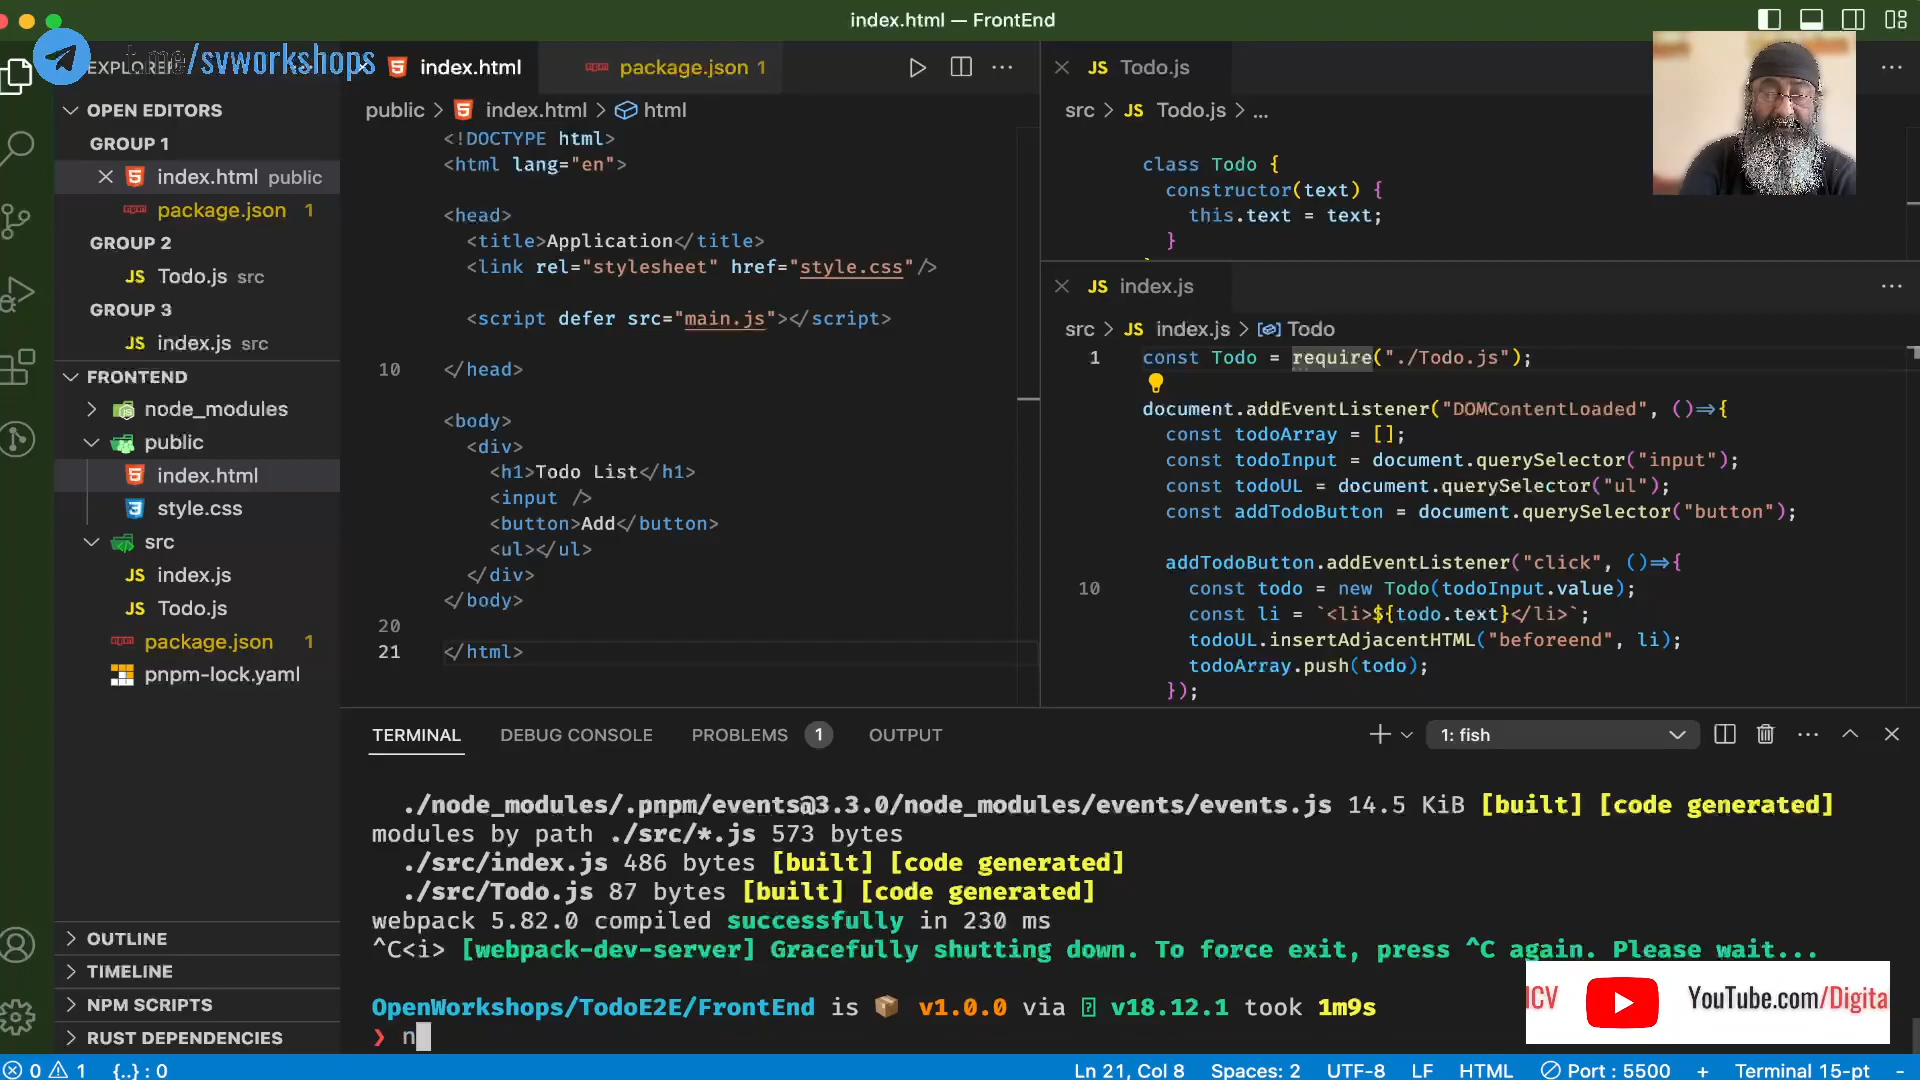 index.html — FrontEnd
t.me/svworkshops
EXPLORER
OPEN EDITORS
GROUP 1
index.html public
package.json 1
GROUP 2
Todo.js src
GROUP 3
index.js src
FRONTEND
node_modules
public
index.html
style.css
src
index.js
Todo.js
package.json 1
pnpm-lock.yaml
OUTLINE
TIMELINE
NPM SCRIPTS
RUST DEPENDENCIES
index.html
package.json 1
public > index.html > html
<!DOCTYPE html>
<html lang="en">
<head>
<title>Application</title>
<link rel="stylesheet" href="style.css"/>
<script defer src="main.js"></script>
10 </head>
<body>
<div>
<h1>Todo List</h1>
<input />
<button>Add</button>
<ul></ul>
</div>
</body>
20
21 </html>
Todo.js
src > Todo.js > ...
class Todo {
constructor(text) {
this.text = text;
}
index.js
src > index.js > Todo
1 const Todo = require("./Todo.js");
document.addEventListener("DOMContentLoaded", ()=>{
const todoArray = [];
const todoInput = document.querySelector("input");
const todoUL = document.querySelector("ul");
const addTodoButton = document.querySelector("button");
addTodoButton.addEventListener("click", ()=>{
10 const todo = new Todo(todoInput.value);
const li = `<li>${todo.text}</li>`;
todoUL.insertAdjacentHTML("beforeend", li);
todoArray.push(todo);
});
TERMINAL DEBUG CONSOLE PROBLEMS 1 OUTPUT
1: fish
./node_modules/.pnpm/events@3.3.0/node_modules/events/events.js 14.5 KiB [built] [code generated]
modules by path ./src/*.js 573 bytes
./src/index.js 486 bytes [built] [code generated]
./src/Todo.js 87 bytes [built] [code generated]
webpack 5.82.0 compiled successfully in 230 ms
^C<i> [webpack-dev-server] Gracefully shutting down. To force exit, press ^C again. Please wait...
OpenWorkshops/TodoE2E/FrontEnd is 📦 v1.0.0 via v18.12.1 took 1m9s
❯ n
ICV
YouTube.com/Digita
0 1 {..} : 0
Ln 21, Col 8 Spaces: 2 UTF-8 LF HTML Port : 5500 + Terminal 15-pt -